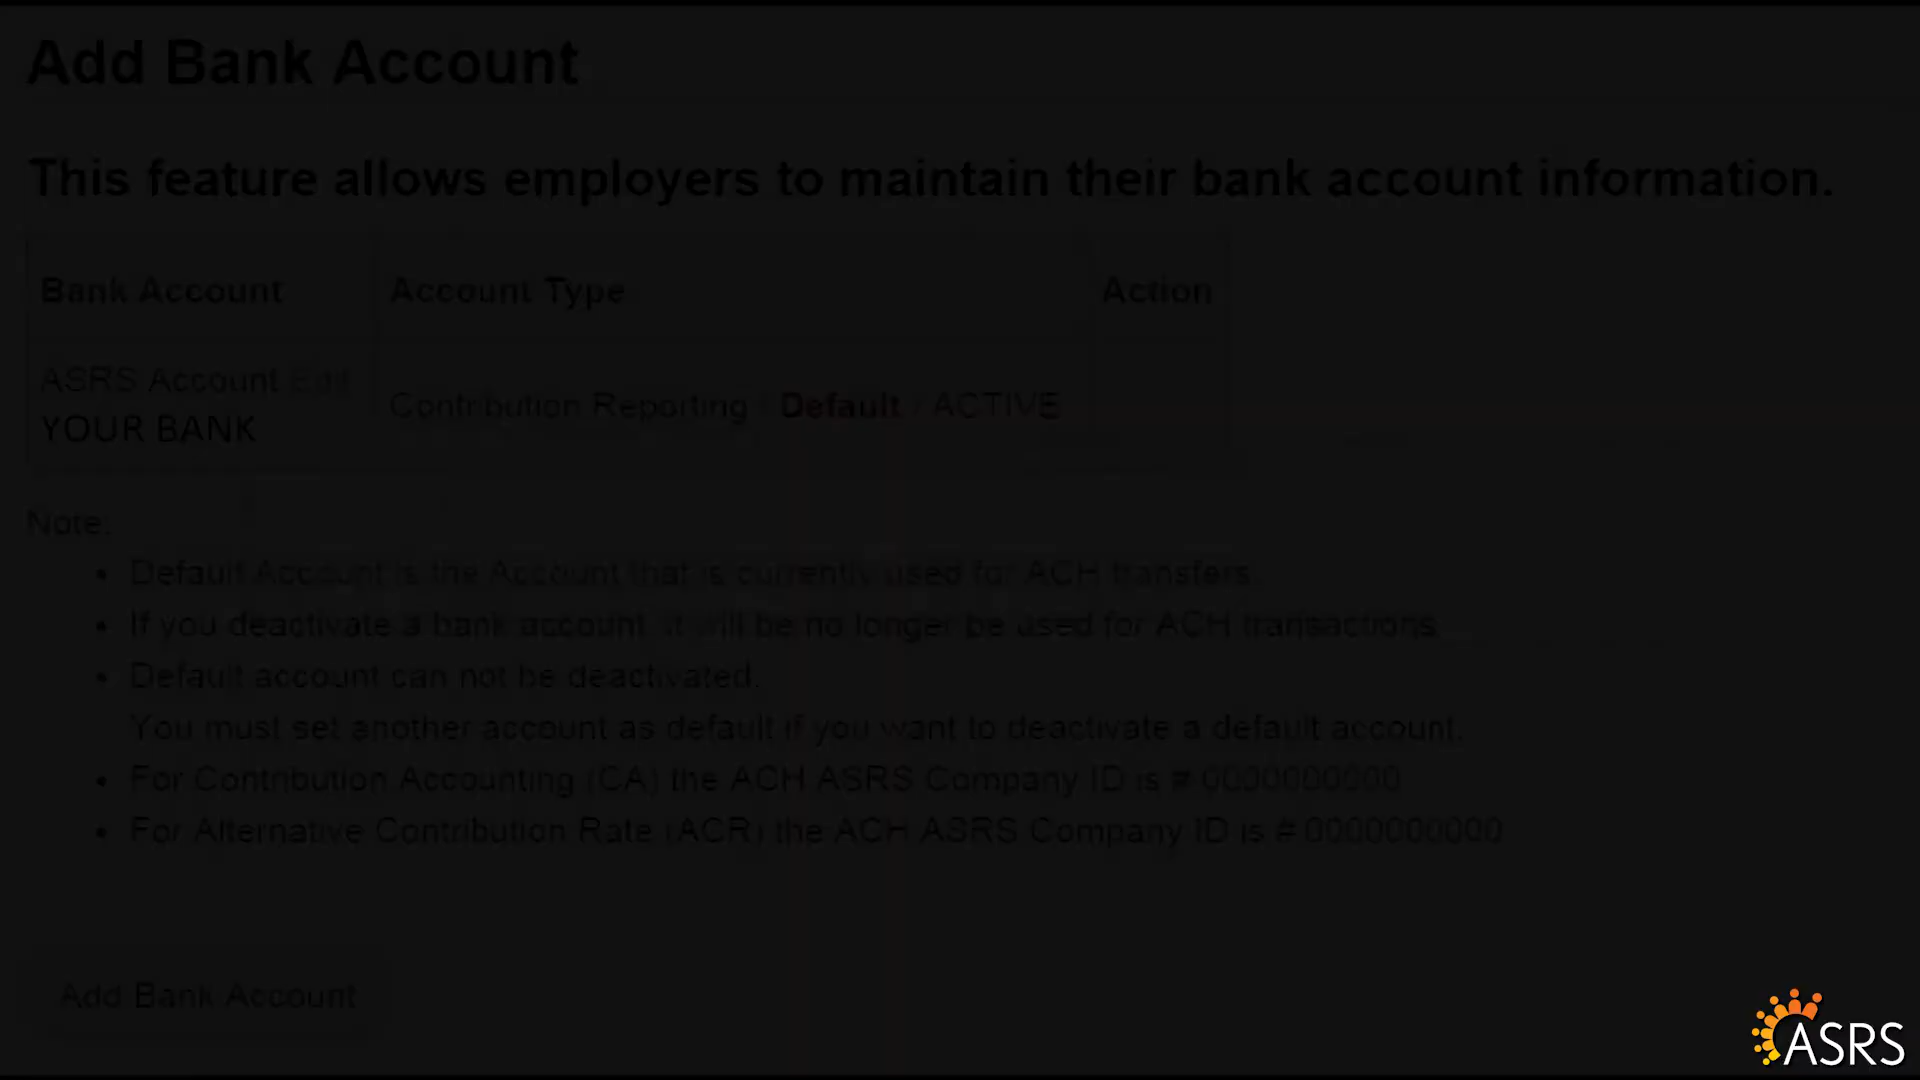 Add Bank Account
This feature allows employers to maintain their bank account information.
Bank Account Account Type Action
ASRS Account Edit
YOUR BANK
Contribution Reporting / Default / ACTIVE
Note:
• Default Account is the Account that is currently used for ACH transfers.
• If you deactivate a bank account, it will be no longer be used for ACH transactions.
• Default account can not be deactivated.
You must set another account as default if you want to deactivate a default account.
• For Contribution Accounting (CA) the ACH ASRS Company ID is # 0000000000
• For Alternative Contribution Rate (ACR) the ACH ASRS Company ID is # 0000000000
Add Bank Account
ASRS